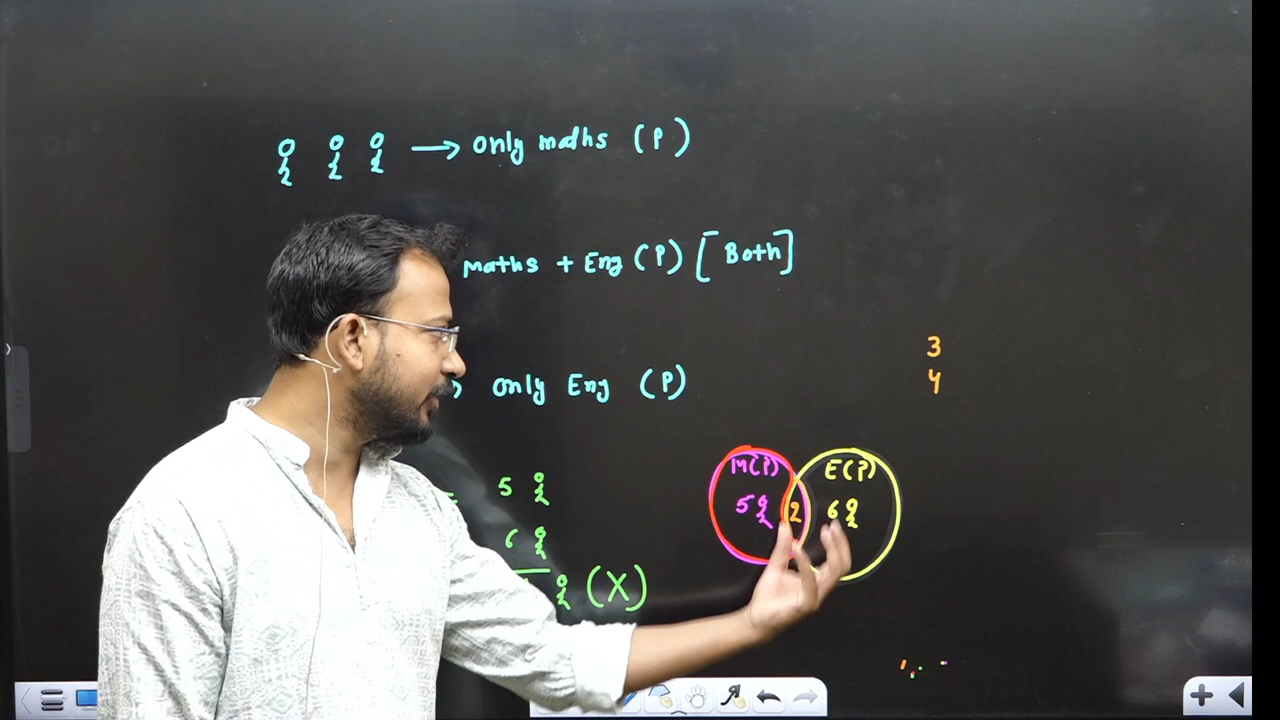 → only maths (P)
maths + Eng (P) [Both]
only Eng (P)
3
4
M(P) E(P)
5 2 6
5
6
(X)